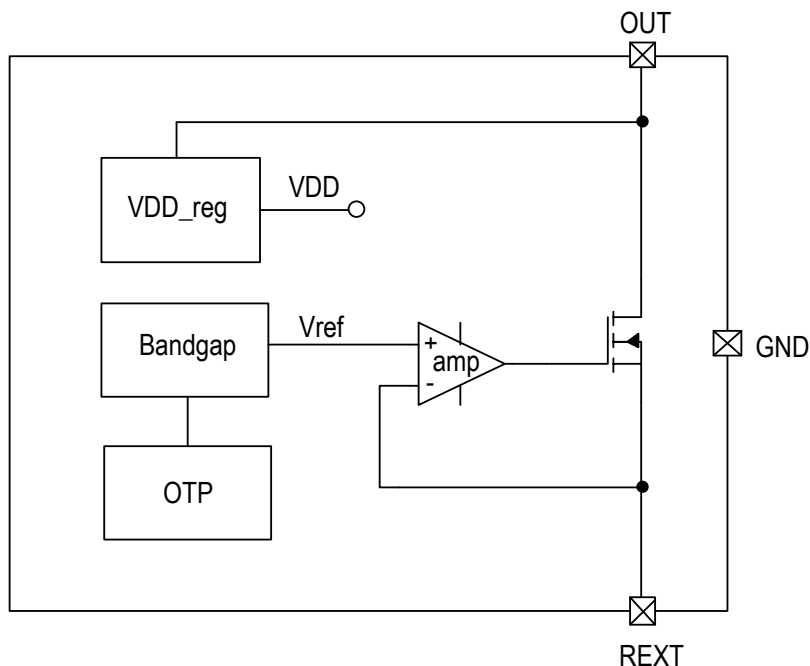 OUT
VDD_reg
VDD
Bandgap
Vref
+
amp
-
GND
OTP
REXT